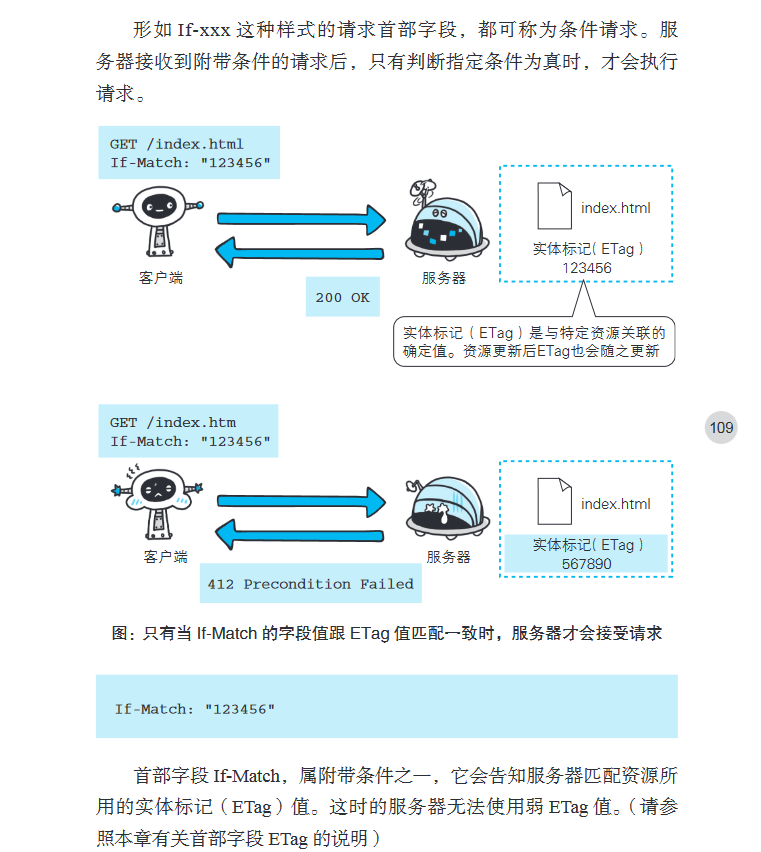 形如 If-xxx 这种样式的请求首部字段，都可称为条件请求。服
务器接收到附带条件的请求后，只有判断指定条件为真时，才会执行
请求。
GET /index.html
If-Match: "123456"
客户端
服务器
200 OK
index.html
实体标记（ETag）
123456
实体标记（ETag）是与特定资源关联的
确定值。资源更新后ETag也会随之更新
109
GET /index.htm
If-Match: "123456"
客户端
服务器
412 Precondition Failed
index.html
实体标记（ETag）
567890
图：只有当 If-Match 的字段值跟 ETag 值匹配一致时，服务器才会接受请求
If-Match: "123456"
首部字段 If-Match，属附带条件之一，它会告知服务器匹配资源所
用的实体标记（ETag）值。这时的服务器无法使用弱 ETag 值。（请参
照本章有关首部字段 ETag 的说明）